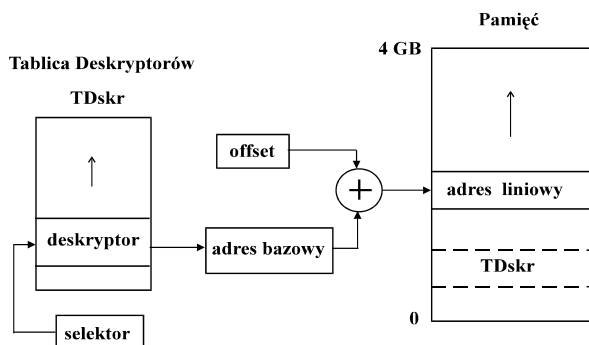 Pamięć
4 GB
Tablica Deskryptorów
TDskr
offset
+
adres liniowy
deskryptor
adres bazowy
TDskr
0
selektor